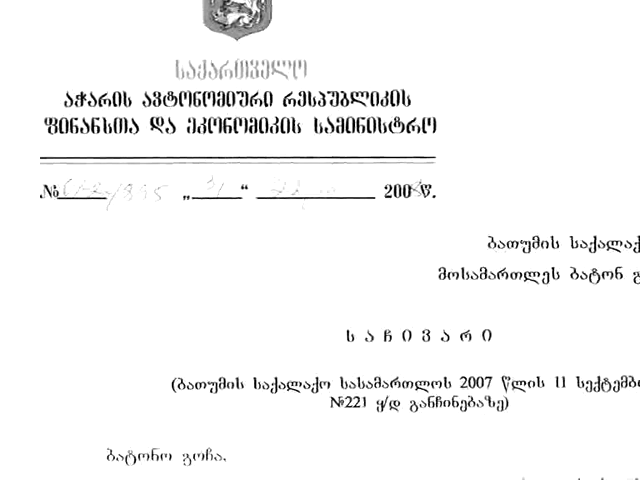 საქართველო
აჭარის ავტონომიური რესპუბლიკის
ფინანსთა და ეკონომიკის სამინისტრო
№ „ “ 200 წ.
ბათუმის საქალაქ
მოსამართლეს ბატონ გ
ს ა ჩ ი ვ ა რ ი
(ბათუმის საქალაქო სასამართლოს 2007 წლის 11 სექტემბ
№221 ყ/დ განჩინებაზე)
ბატონო გოჩა,